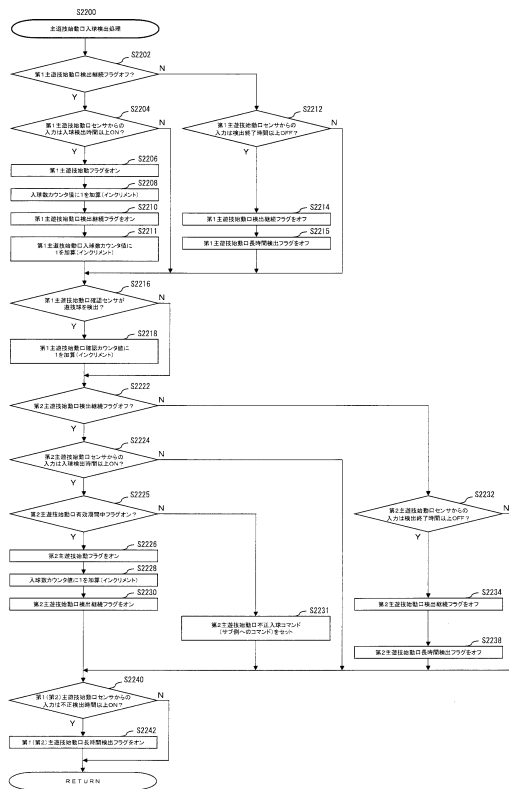 S2200
主遊技始動口入球検出処理
S2202
第1主遊技始動口検出継続フラグオフ？
N
Y
S2204
第1主遊技始動口センサからの
入力は入球検出時間以上ON？
N
Y
S2212
第1主遊技始動口センサからの
入力は検出終了時間以上OFF？
N
Y
S2206
第1主遊技始動フラグをオン
S2208
入球数カウンタ値に1を加算(インクリメント)
S2210
第1主遊技始動口検出継続フラグをオン
S2211
第1主遊技始動口入球数カウンタ値に
1を加算(インクリメント)
S2214
第1主遊技始動口検出継続フラグをオフ
S2215
第1主遊技始動口長時間検出フラグをオフ
S2216
第1主遊技始動口確認センサが
遊技球を検出？
N
Y
S2218
第1主遊技始動口確認カウンタ値に
1を加算(インクリメント)
S2222
第2主遊技始動口検出継続フラグオフ？
N
Y
S2224
第2主遊技始動口センサからの
入力は入球検出時間以上ON？
N
Y
S2225
第2主遊技始動口有効期間中フラグオン？
N
Y
S2232
第2主遊技始動口センサからの
入力は検出終了時間以上OFF？
N
Y
S2226
第2主遊技始動フラグをオン
S2228
入球数カウンタ値に1を加算(インクリメント)
S2230
第2主遊技始動口検出継続フラグをオン
S2231
第2主遊技始動口不正入球コマンド
(サブ側へのコマンド)をセット
S2234
第2主遊技始動口検出継続フラグをオフ
S2238
第2主遊技始動口長時間検出フラグをオフ
S2240
第1(第2)主遊技始動口センサからの
入力は不正検出時間以上ON？
N
Y
S2242
第1(第2)主遊技始動口長時間検出フラグをオン
RETURN